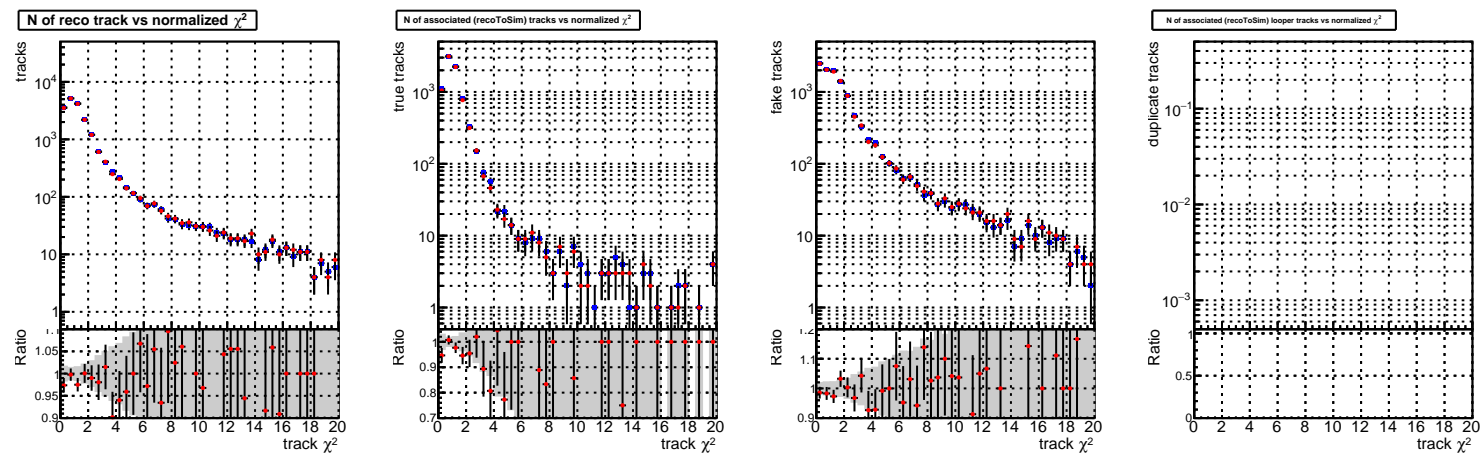 N of reco track vs normalized χ²
tracks
10⁴
10³
10²
10
1
Ratio
1.1
1.05
1
0.95
0.9
0 2 4 6 8 10 12 14 16 18 20
track χ²
N of associated (recoToSim) tracks vs normalized χ²
true tracks
10³
10²
10
1
Ratio
1
0.9
0.8
0.7
0 2 4 6 8 10 12 14 16 18 20
track χ²
fake tracks
10³
10²
10
1
Ratio
1.2
1.1
1
0.9
0 2 4 6 8 10 12 14 16 18 20
track χ²
N of associated (recoToSim) looper tracks vs normalized χ²
duplicate tracks
10⁻¹
10⁻²
10⁻³
Ratio
1
0.5
0
0 2 4 6 8 10 12 14 16 18 20
track χ²